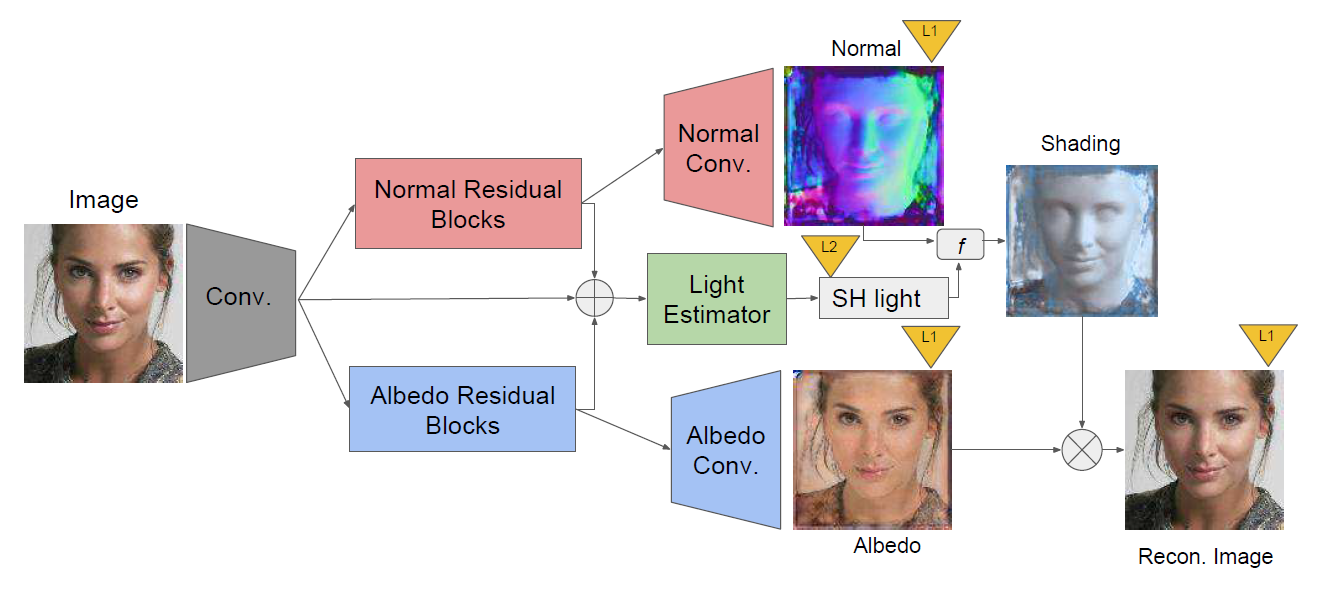 L1
Normal
Normal
Conv.
Shading
Image
Normal Residual
Blocks
f
L2
Conv.
Light
Estimator
SH light
L1
L1
Albedo Residual
Blocks
Albedo
Conv.
Albedo
Recon. Image